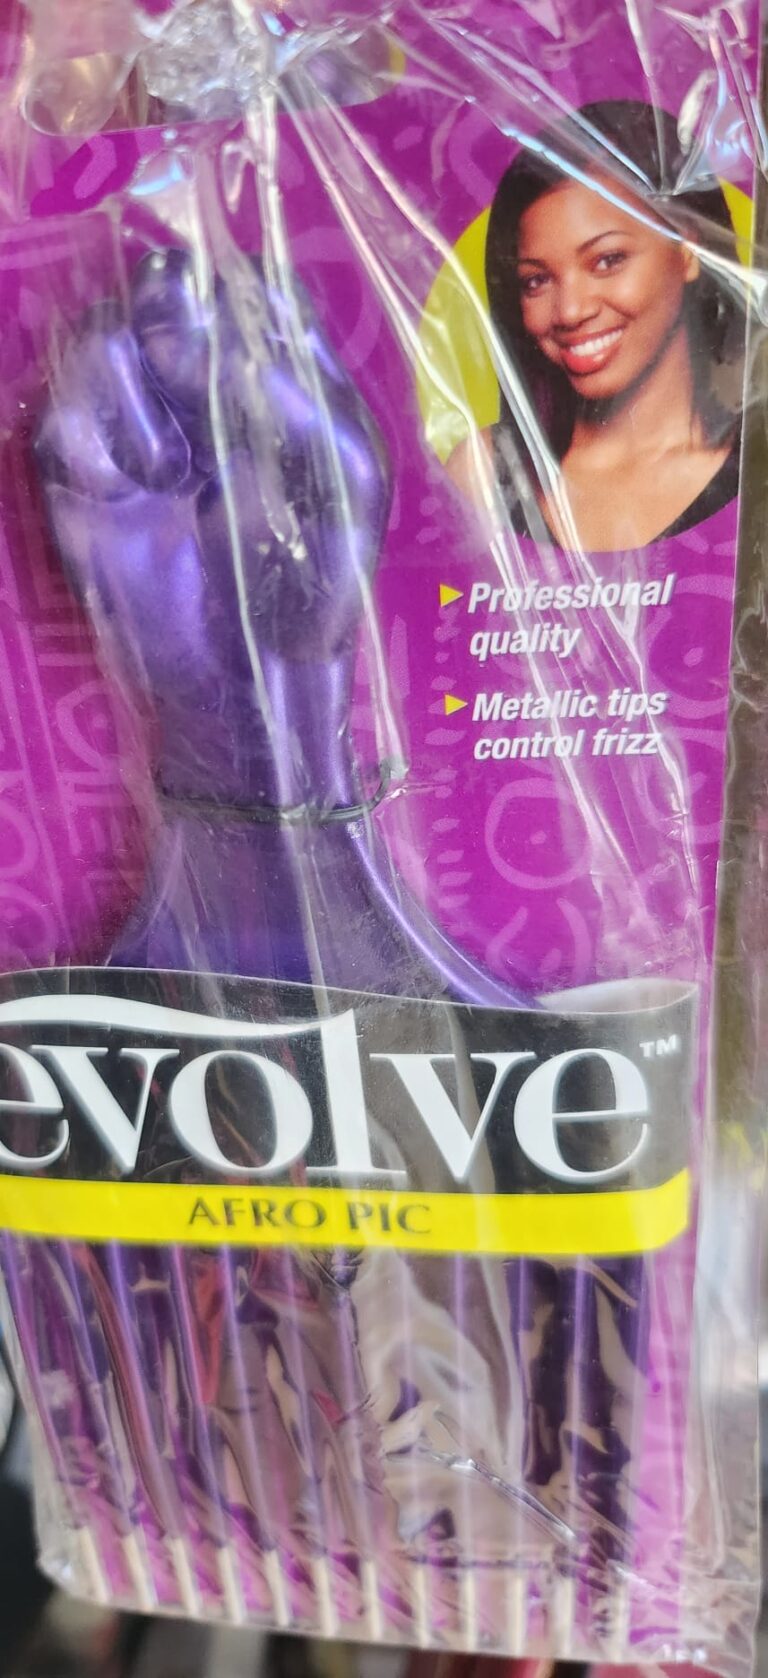 Professional
quality
Metallic tips
control frizz
evolve™
AFRO PIC